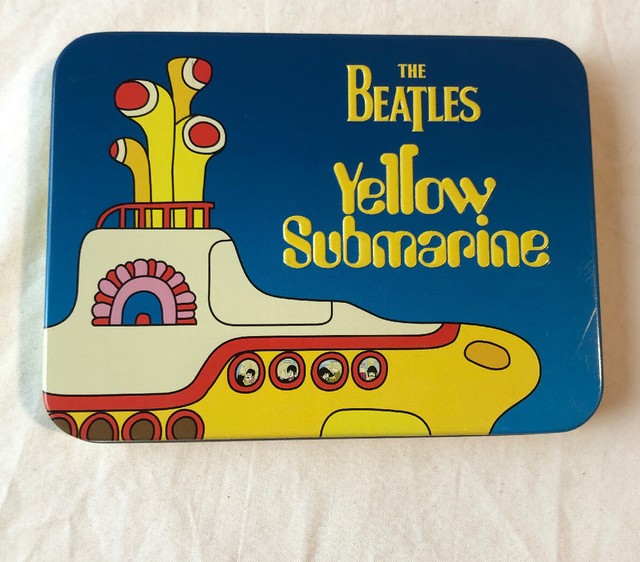 THE
BEATLES
Yellow
Submarine